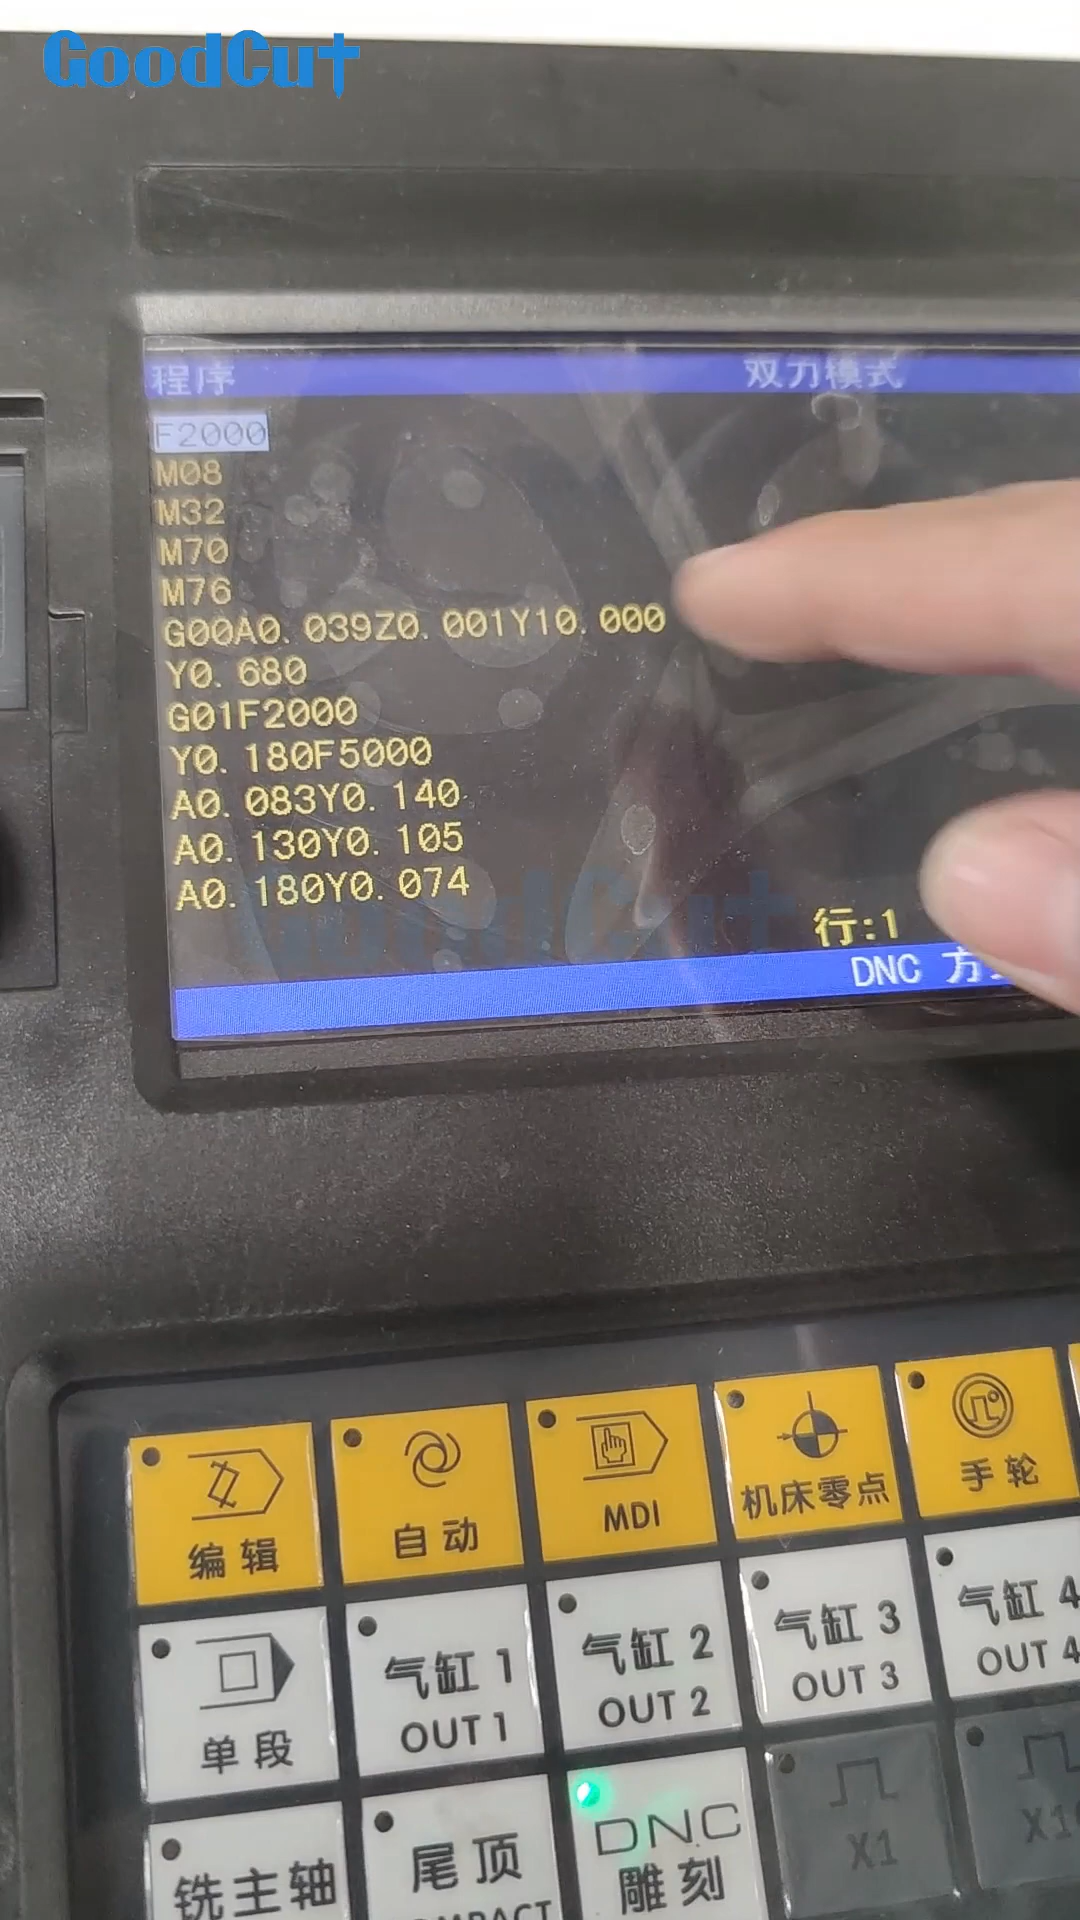 GoodCut
程序 双刀模式
F2000
M08
M32
M70
M76
G00A0.039Z0.001Y10.000
Y0.680
G01F2000
Y0.180F5000
A0.083Y0.140
A0.130Y0.105
A0.180Y0.074
GoodCut
行:1
DNC 方
编辑
自动
MDI
机床零点
手轮
单段
气缸 1
OUT 1
气缸 2
OUT 2
气缸 3
OUT 3
气缸 4
OUT 4
铣主轴
尾顶
DNC
雕刻
X1